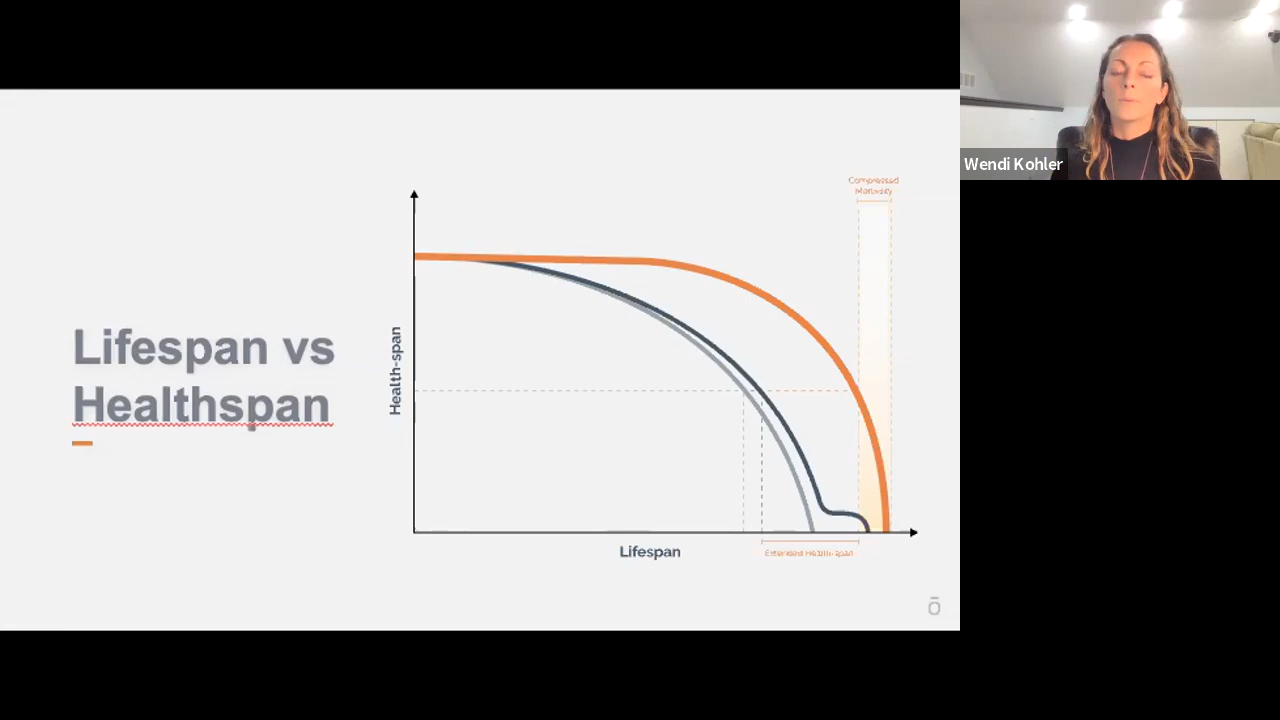 Lifespan vs
Healthspan
Health-span
Compressed
Morbidity
Lifespan
Extended Health-span
ō
Wendi Kohler